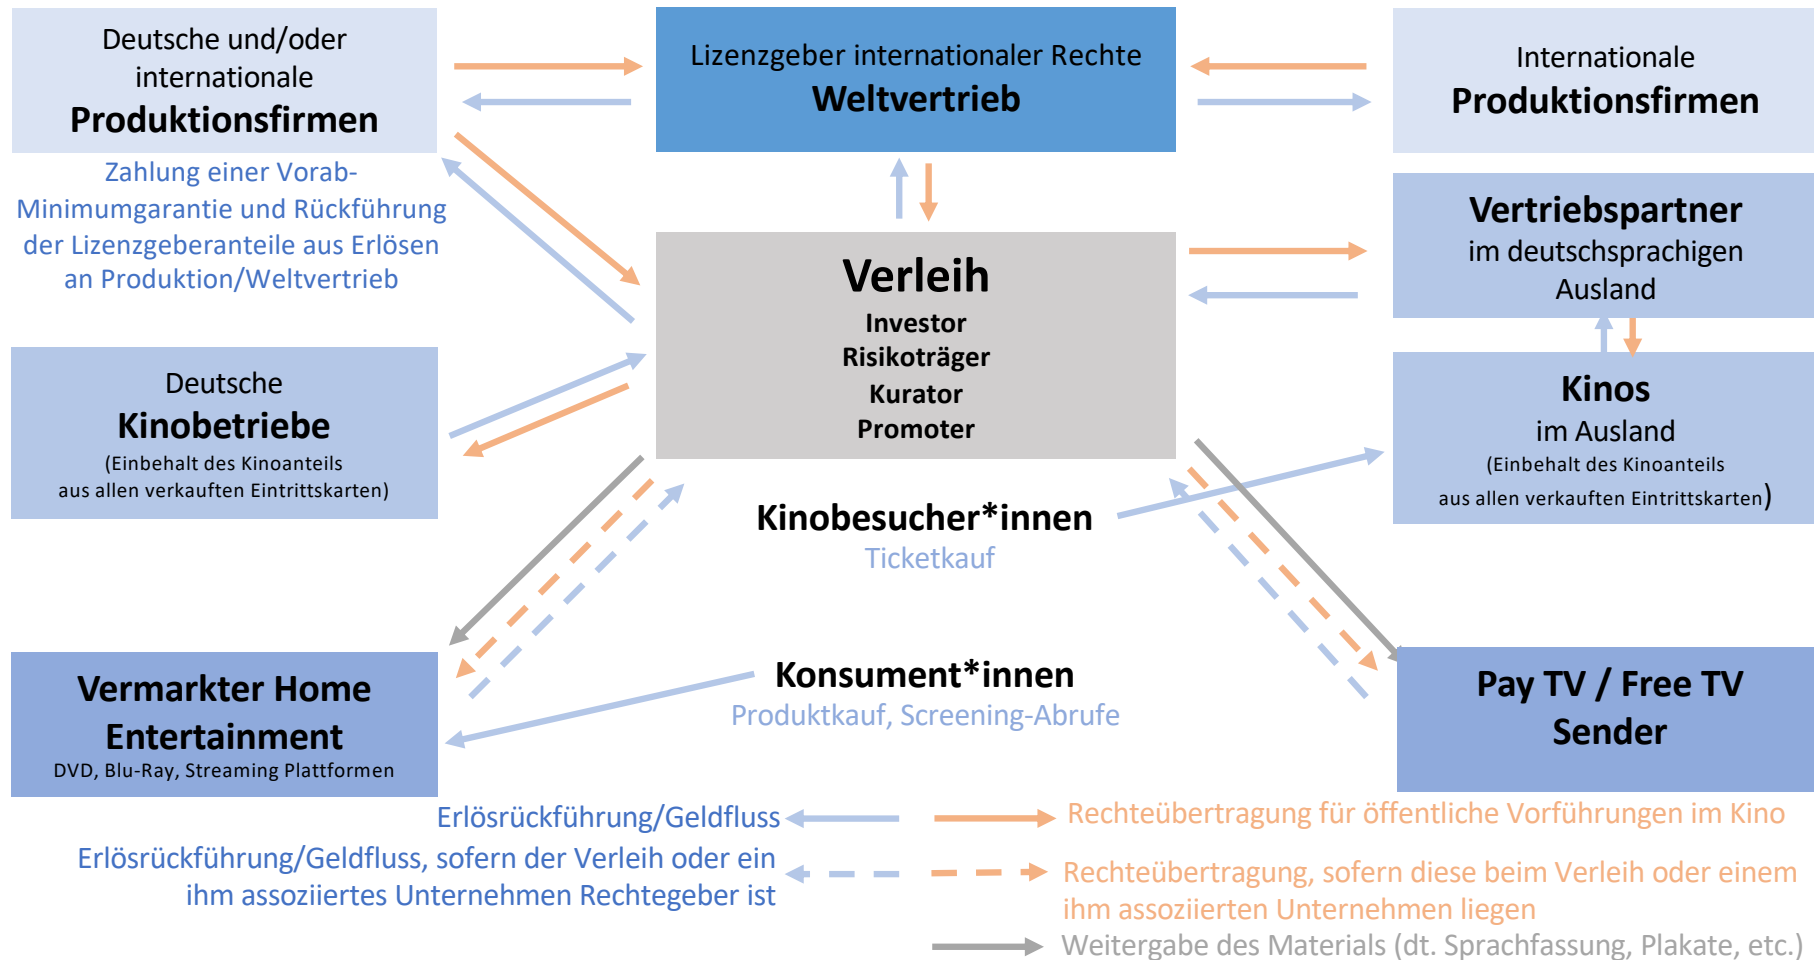 Deutsche und/oder
internationale
Produktionsfirmen
Lizenzgeber internationaler Rechte
Weltvertrieb
Internationale
Produktionsfirmen
Zahlung einer Vorab-
Minimumgarantie und Rückführung
der Lizenzgeberanteile aus Erlösen
an Produktion/Weltvertrieb
Verleih
Investor
Risikoträger
Kurator
Promoter
Vertriebspartner
im deutschsprachigen
Ausland
Deutsche
Kinobetriebe
(Einbehalt des Kinoanteils
aus allen verkauften Eintrittskarten)
Kinos
im Ausland
(Einbehalt des Kinoanteils
aus allen verkauften Eintrittskarten)
Kinobesucher*innen
Ticketkauf
Vermarkter Home
Entertainment
DVD, Blu-Ray, Streaming Plattformen
Konsument*innen
Produktkauf, Screening-Abrufe
Pay TV / Free TV
Sender
Erlösrückführung/Geldfluss
Rechteübertragung für öffentliche Vorführungen im Kino
Erlösrückführung/Geldfluss, sofern der Verleih oder ein
ihm assoziiertes Unternehmen Rechtegeber ist
Rechteübertragung, sofern diese beim Verleih oder einem
ihm assoziierten Unternehmen liegen
Weitergabe des Materials (dt. Sprachfassung, Plakate, etc.)